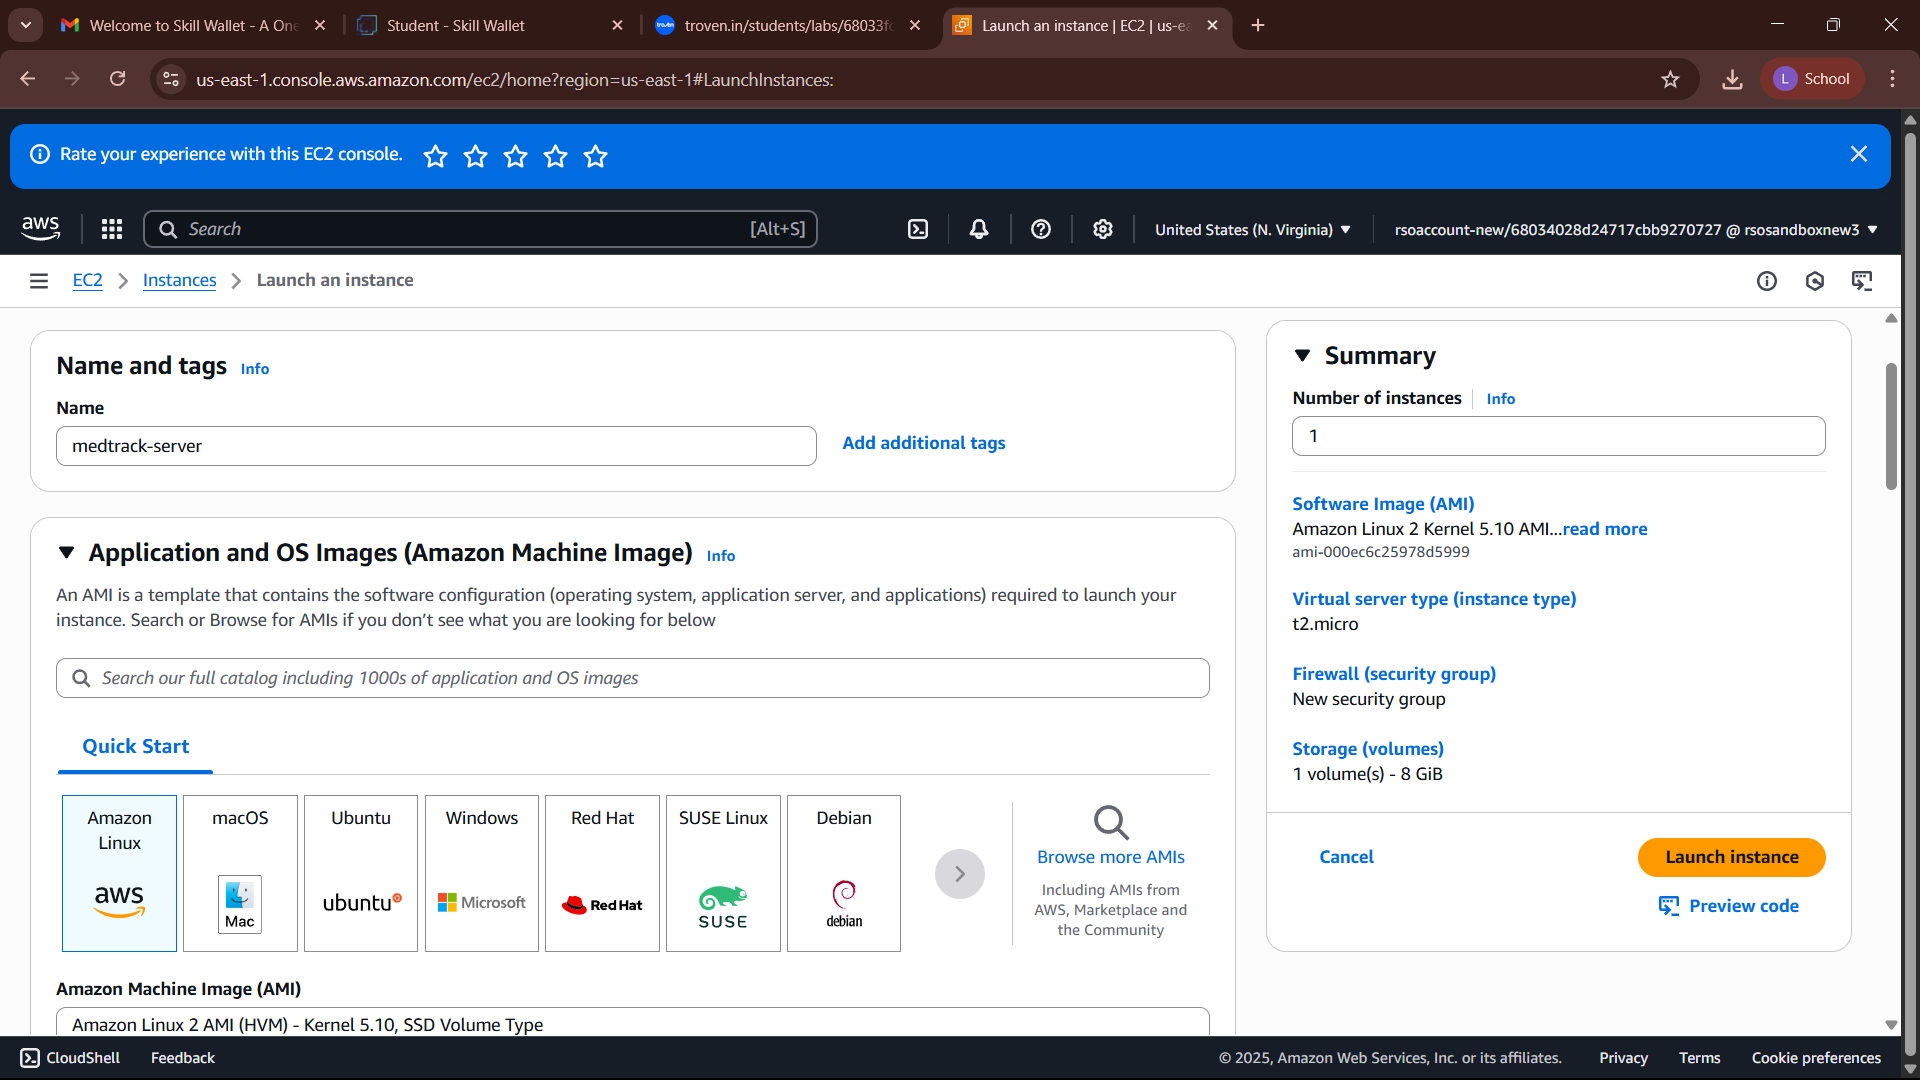 Welcome to Skill Wallet - A One
Student - Skill Wallet
troven.in/students/labs/68033f
Launch an instance | EC2 | us-ea
us-east-1.console.aws.amazon.com/ec2/home?region=us-east-1#LaunchInstances:
L School
Rate your experience with this EC2 console.
aws
Search [Alt+S]
United States (N. Virginia)
rsoaccount-new/68034028d24717cbb9270727 @ rsosandboxnew3
EC2 Instances Launch an instance
Name and tags Info
Name
medtrack-server
Add additional tags
Application and OS Images (Amazon Machine Image) Info
An AMI is a template that contains the software configuration (operating system, application server, and applications) required to launch your
instance. Search or Browse for AMIs if you don’t see what you are looking for below
Search our full catalog including 1000s of application and OS images
Quick Start
Amazon
Linux
aws
macOS
Mac
Ubuntu
ubuntu
Windows
Microsoft
Red Hat
Red Hat
SUSE Linux
SUSE
Debian
debian
Browse more AMIs
Including AMIs from
AWS, Marketplace and
the Community
Amazon Machine Image (AMI)
Amazon Linux 2 AMI (HVM) - Kernel 5.10, SSD Volume Type
Summary
Number of instances Info
1
Software Image (AMI)
Amazon Linux 2 Kernel 5.10 AMI...read more
ami-000ec6c25978d5999
Virtual server type (instance type)
t2.micro
Firewall (security group)
New security group
Storage (volumes)
1 volume(s) - 8 GiB
Cancel
Launch instance
Preview code
CloudShell
Feedback
© 2025, Amazon Web Services, Inc. or its affiliates.
Privacy
Terms
Cookie preferences